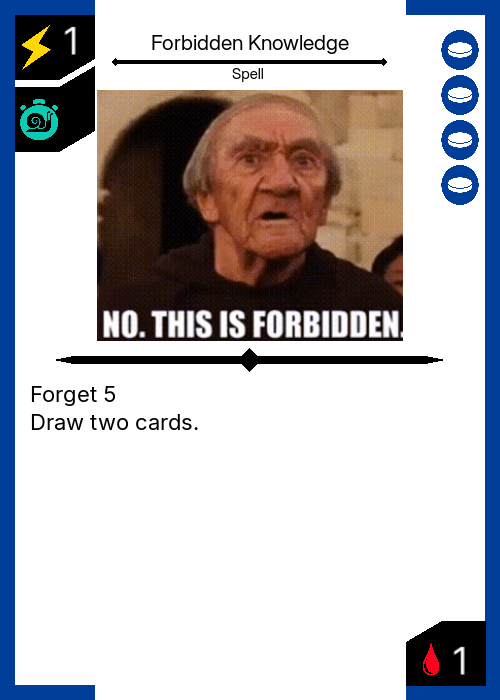 1
Forbidden Knowledge
Spell
NO. THIS IS FORBIDDEN.
Forget 5
Draw two cards.
1